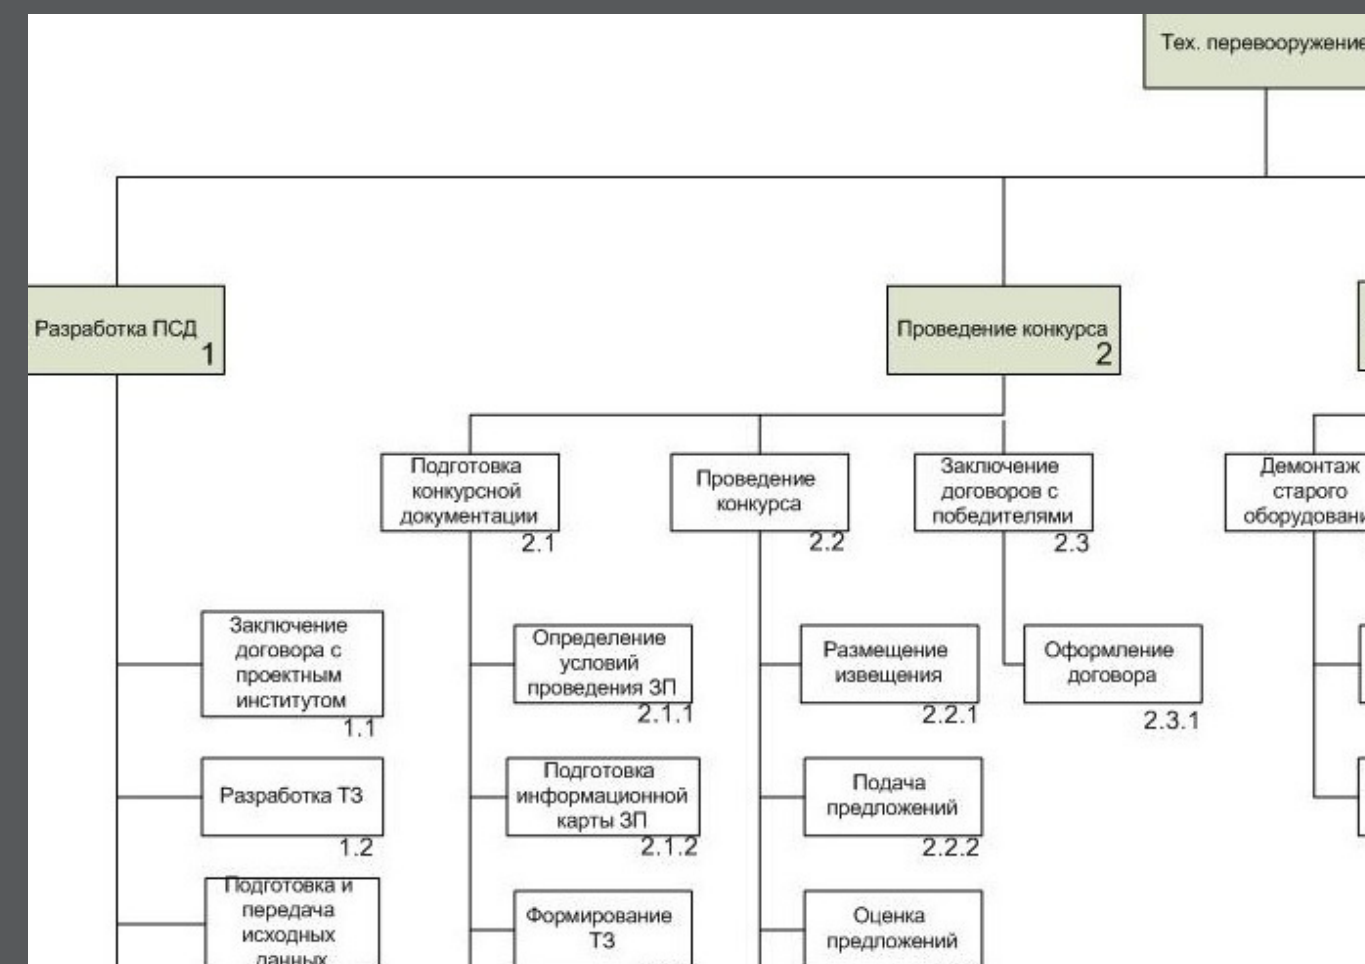 Тех. перевооружение
Разработка ПСД
1
Проведение конкурса
2
Подготовка
конкурсной
документации
2.1
Проведение
конкурса
2.2
Заключение
договоров с
победителями
2.3
Демонтаж
старого
Заключение
договора с
проектным
институтом
1.1
Определение
условий
проведения ЗП
2.1.1
Размещение
извещения
2.2.1
Оформление
договора
2.3.1
Разработка ТЗ
1.2
Подготовка
информационной
карты ЗП
2.1.2
Подача
предложений
2.2.2
Подготовка и
передача
исходных
данных
Формирование
ТЗ
Оценка
предложений